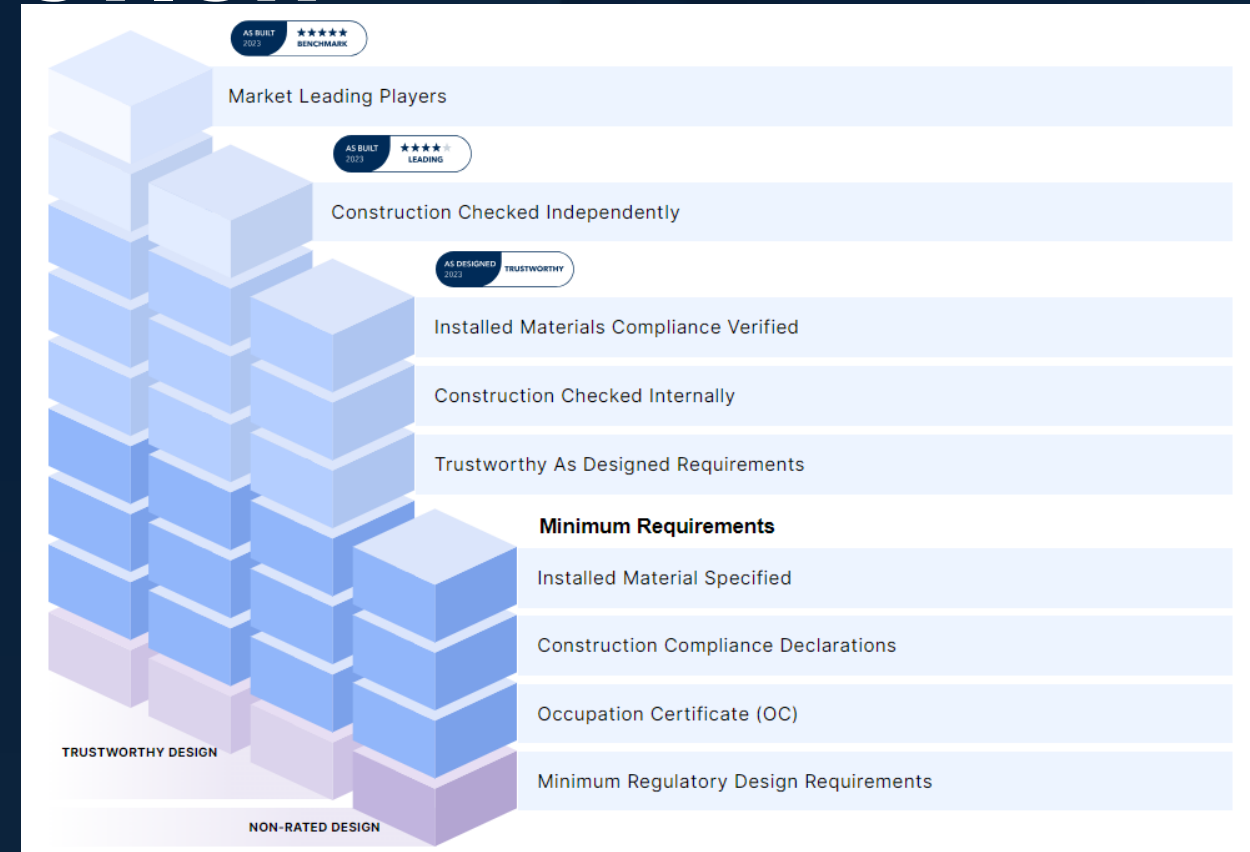 AS BUILT
2023
BENCHMARK
Market Leading Players
AS BUILT
2023
LEADING
Construction Checked Independently
AS DESIGNED
2023
TRUSTWORTHY
Installed Materials Compliance Verified
Construction Checked Internally
Trustworthy As Designed Requirements
Minimum Requirements
Installed Material Specified
Construction Compliance Declarations
Occupation Certificate (OC)
TRUSTWORTHY DESIGN
Minimum Regulatory Design Requirements
NON-RATED DESIGN